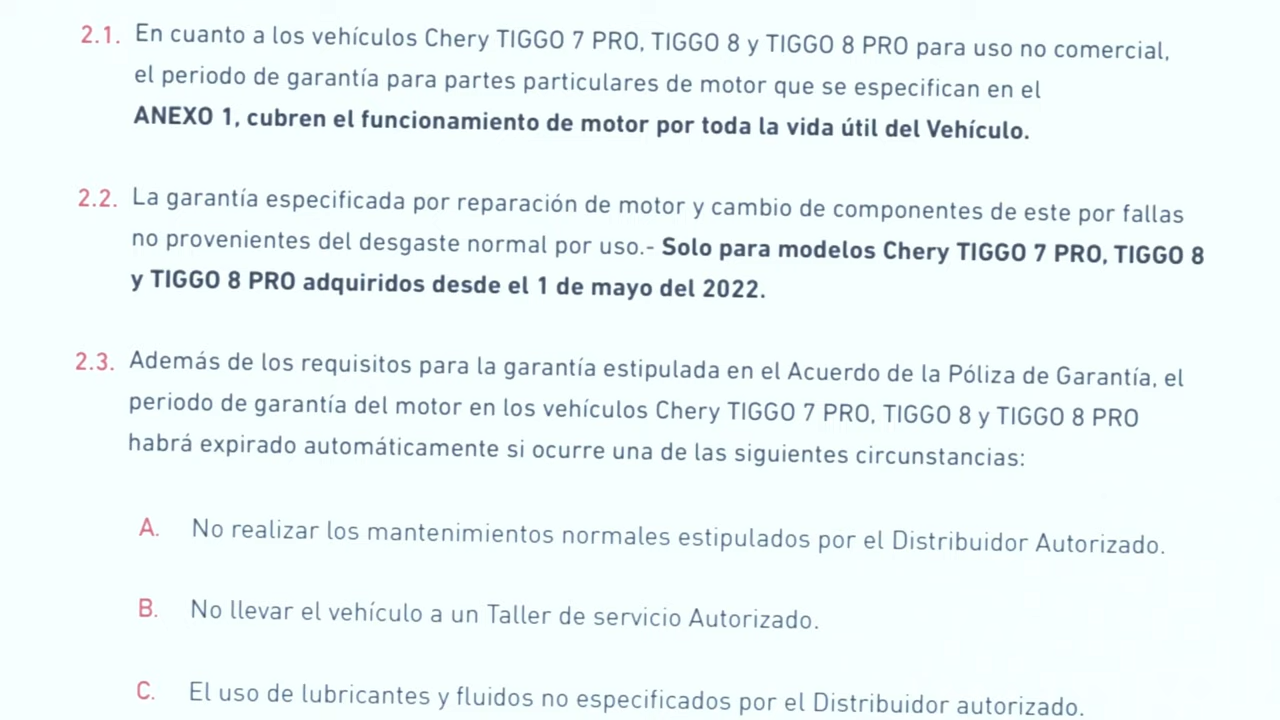 2.1. En cuanto a los vehículos Chery TIGGO 7 PRO, TIGGO 8 y TIGGO 8 PRO para uso no comercial,
el periodo de garantía para partes particulares de motor que se especifican en el
ANEXO 1, cubren el funcionamiento de motor por toda la vida útil del Vehículo.
2.2. La garantía especificada por reparación de motor y cambio de componentes de este por fallas
no provenientes del desgaste normal por uso.- Solo para modelos Chery TIGGO 7 PRO, TIGGO 8
y TIGGO 8 PRO adquiridos desde el 1 de mayo del 2022.
2.3. Además de los requisitos para la garantía estipulada en el Acuerdo de la Póliza de Garantía, el
periodo de garantía del motor en los vehículos Chery TIGGO 7 PRO, TIGGO 8 y TIGGO 8 PRO
habrá expirado automáticamente si ocurre una de las siguientes circunstancias:
A. No realizar los mantenimientos normales estipulados por el Distribuidor Autorizado.
B. No llevar el vehículo a un Taller de servicio Autorizado.
C. El uso de lubricantes y fluidos no especificados por el Distribuidor autorizado.